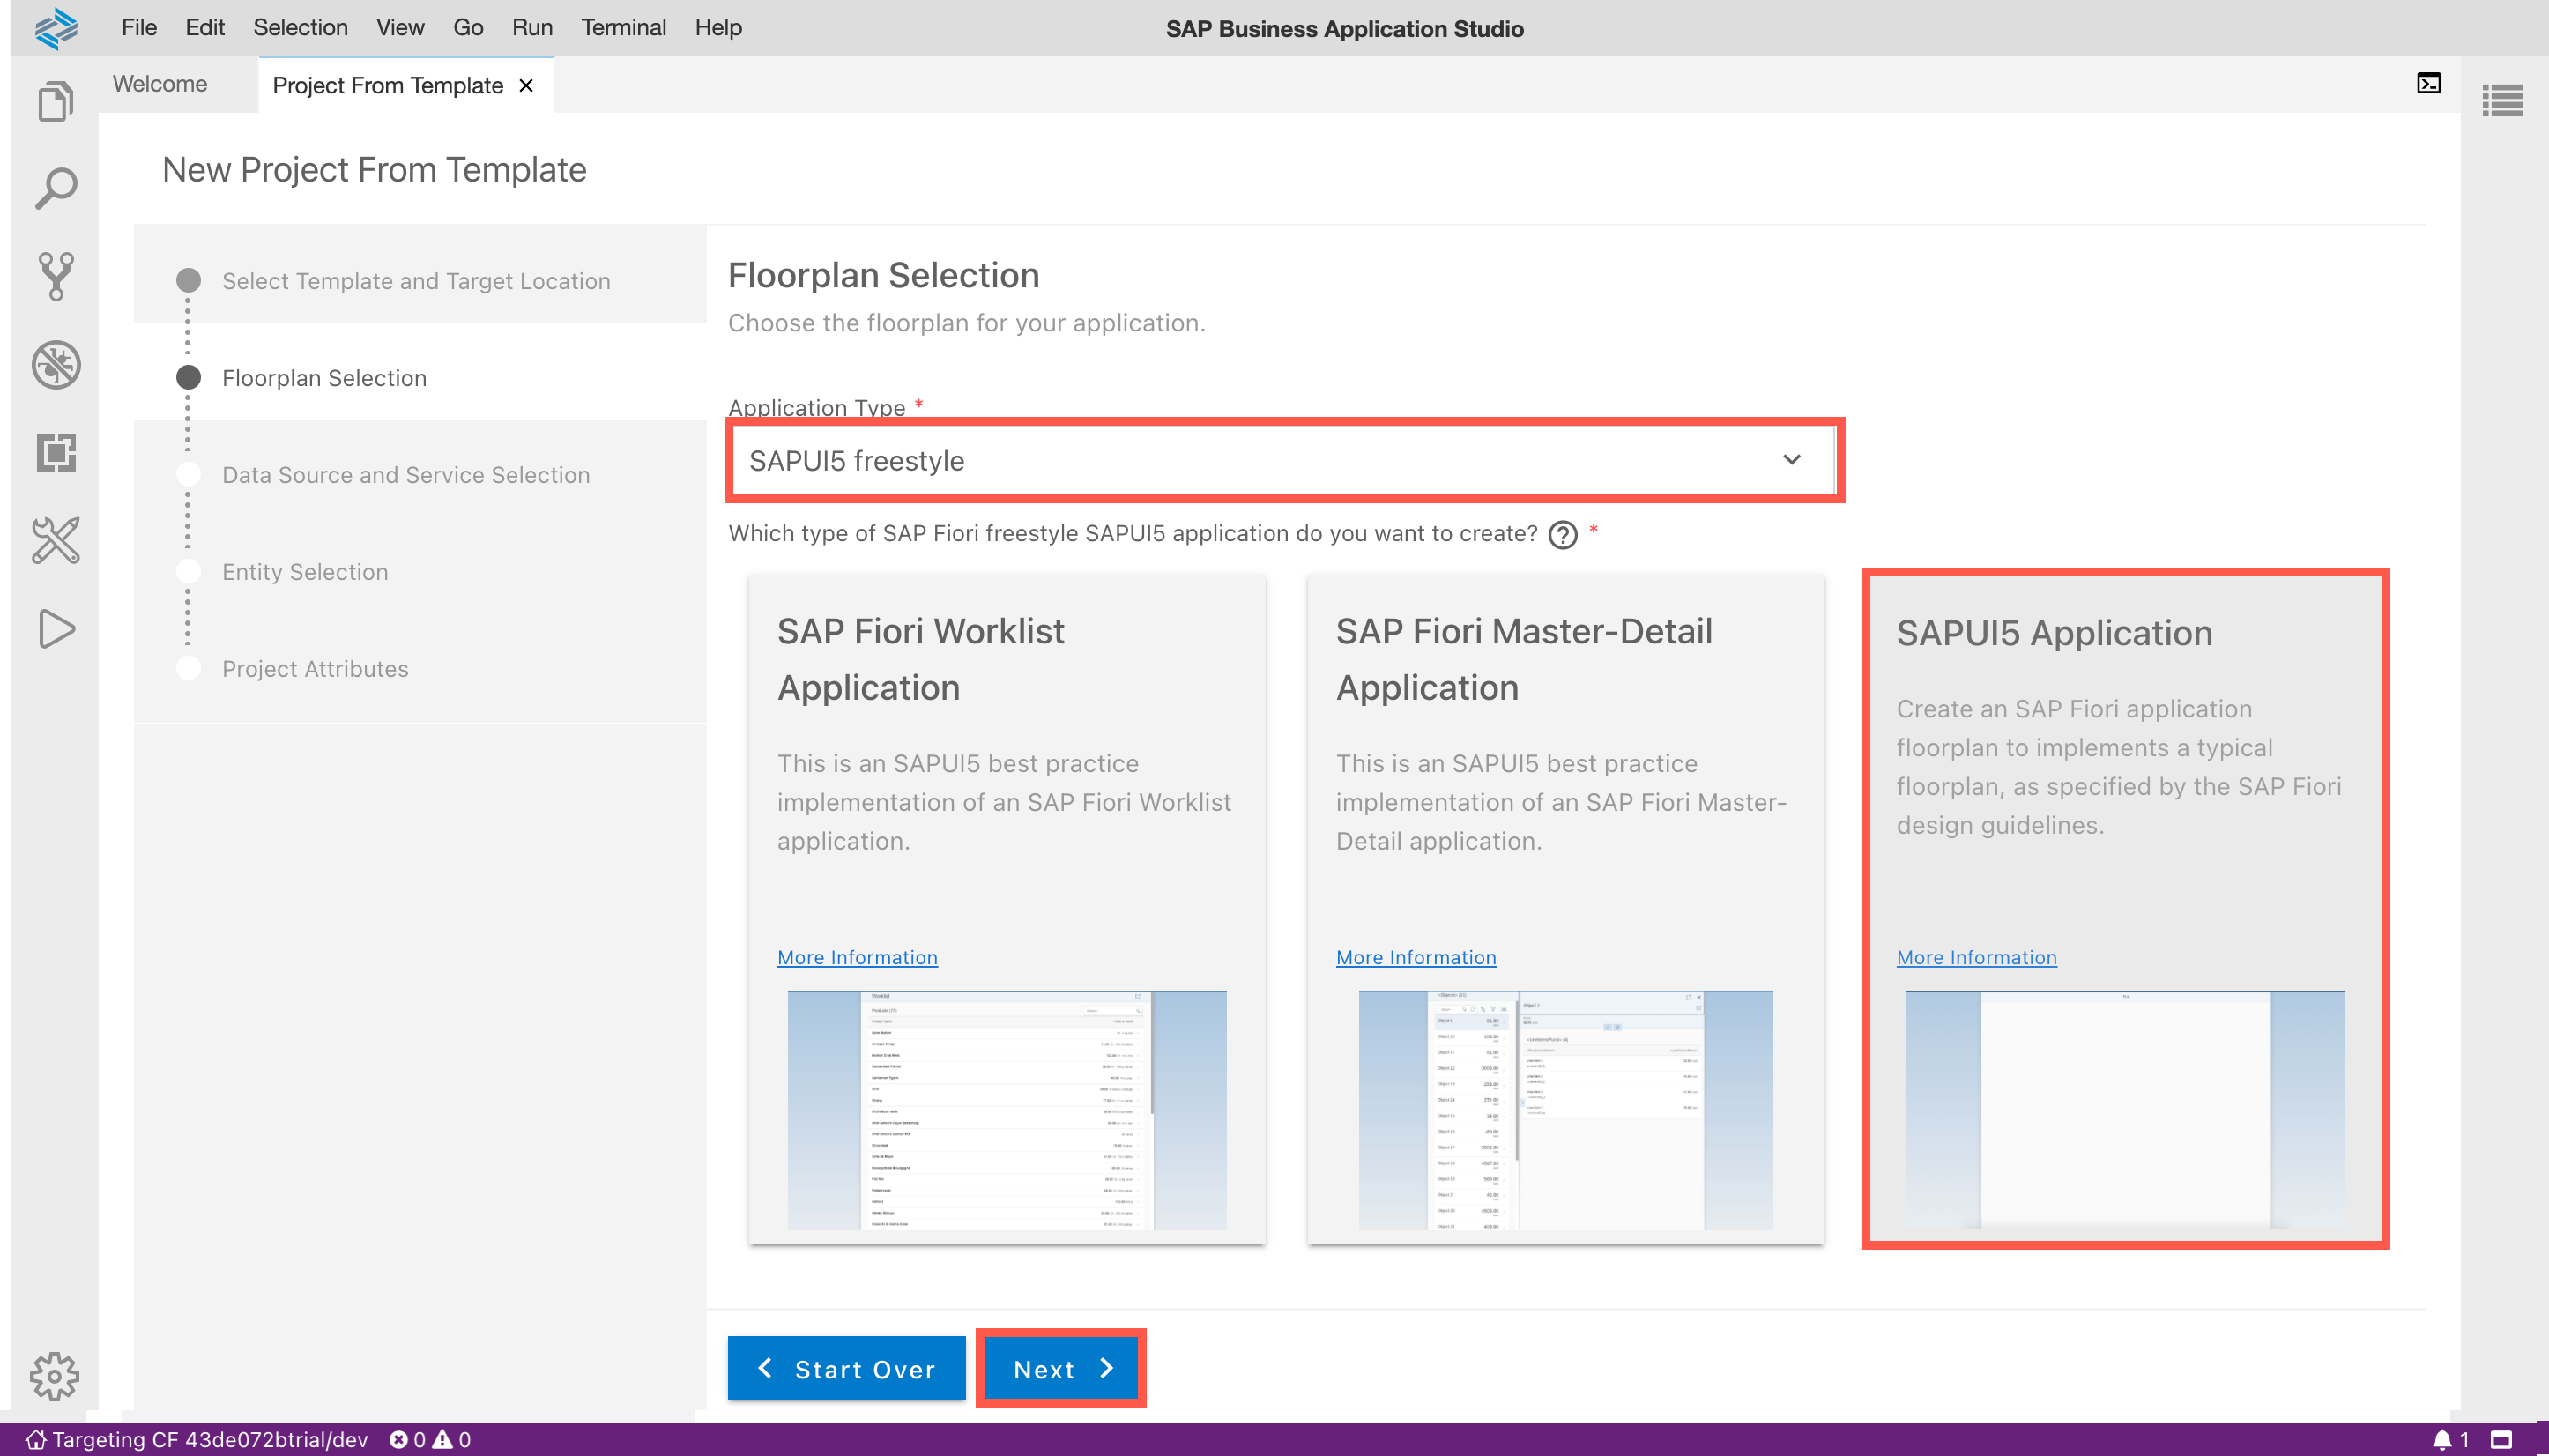 File Edit Selection View Go Run Terminal Help
SAP Business Application Studio
Welcome
Project From Template
New Project From Template
Select Template and Target Location
Floorplan Selection
Data Source and Service Selection
Entity Selection
Project Attributes
Floorplan Selection
Choose the floorplan for your application.
Application Type *
SAPUI5 freestyle
Which type of SAP Fiori freestyle SAPUI5 application do you want to create? *
SAP Fiori Worklist
Application
This is an SAPUI5 best practice
implementation of an SAP Fiori Worklist
application.
More Information
Worklist
SAP Fiori Master-Detail
Application
This is an SAPUI5 best practice
implementation of an SAP Fiori Master-
Detail application.
More Information
SAPUI5 Application
Create an SAP Fiori application
floorplan to implements a typical
floorplan, as specified by the SAP Fiori
design guidelines.
More Information
Start Over
Next
Targeting CF 43de072btrial/dev 0 0
1